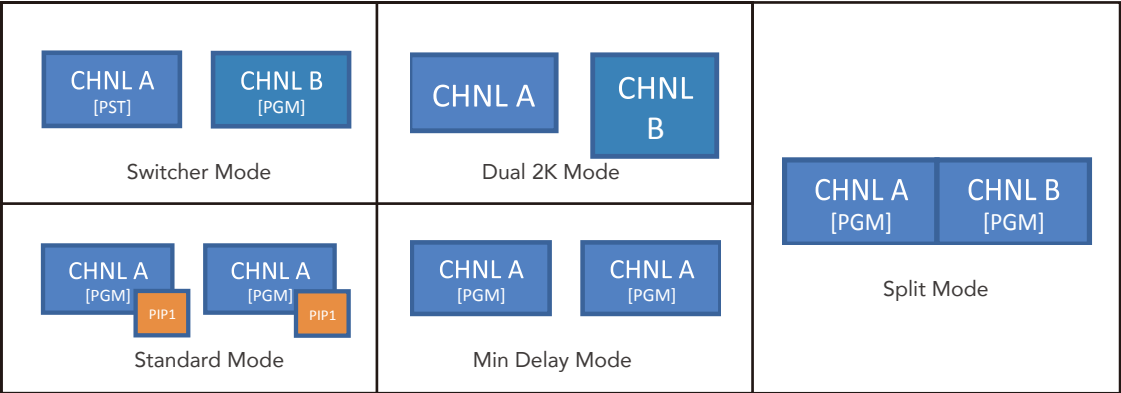 CHNL A
[PST]
CHNL B
[PGM]
Switcher Mode
CHNL A
CHNL
B
Dual 2K Mode
CHNL A
[PGM]
CHNL B
[PGM]
Split Mode
CHNL A
[PGM]
PIP1
CHNL A
[PGM]
PIP1
Standard Mode
CHNL A
[PGM]
CHNL A
[PGM]
Min Delay Mode